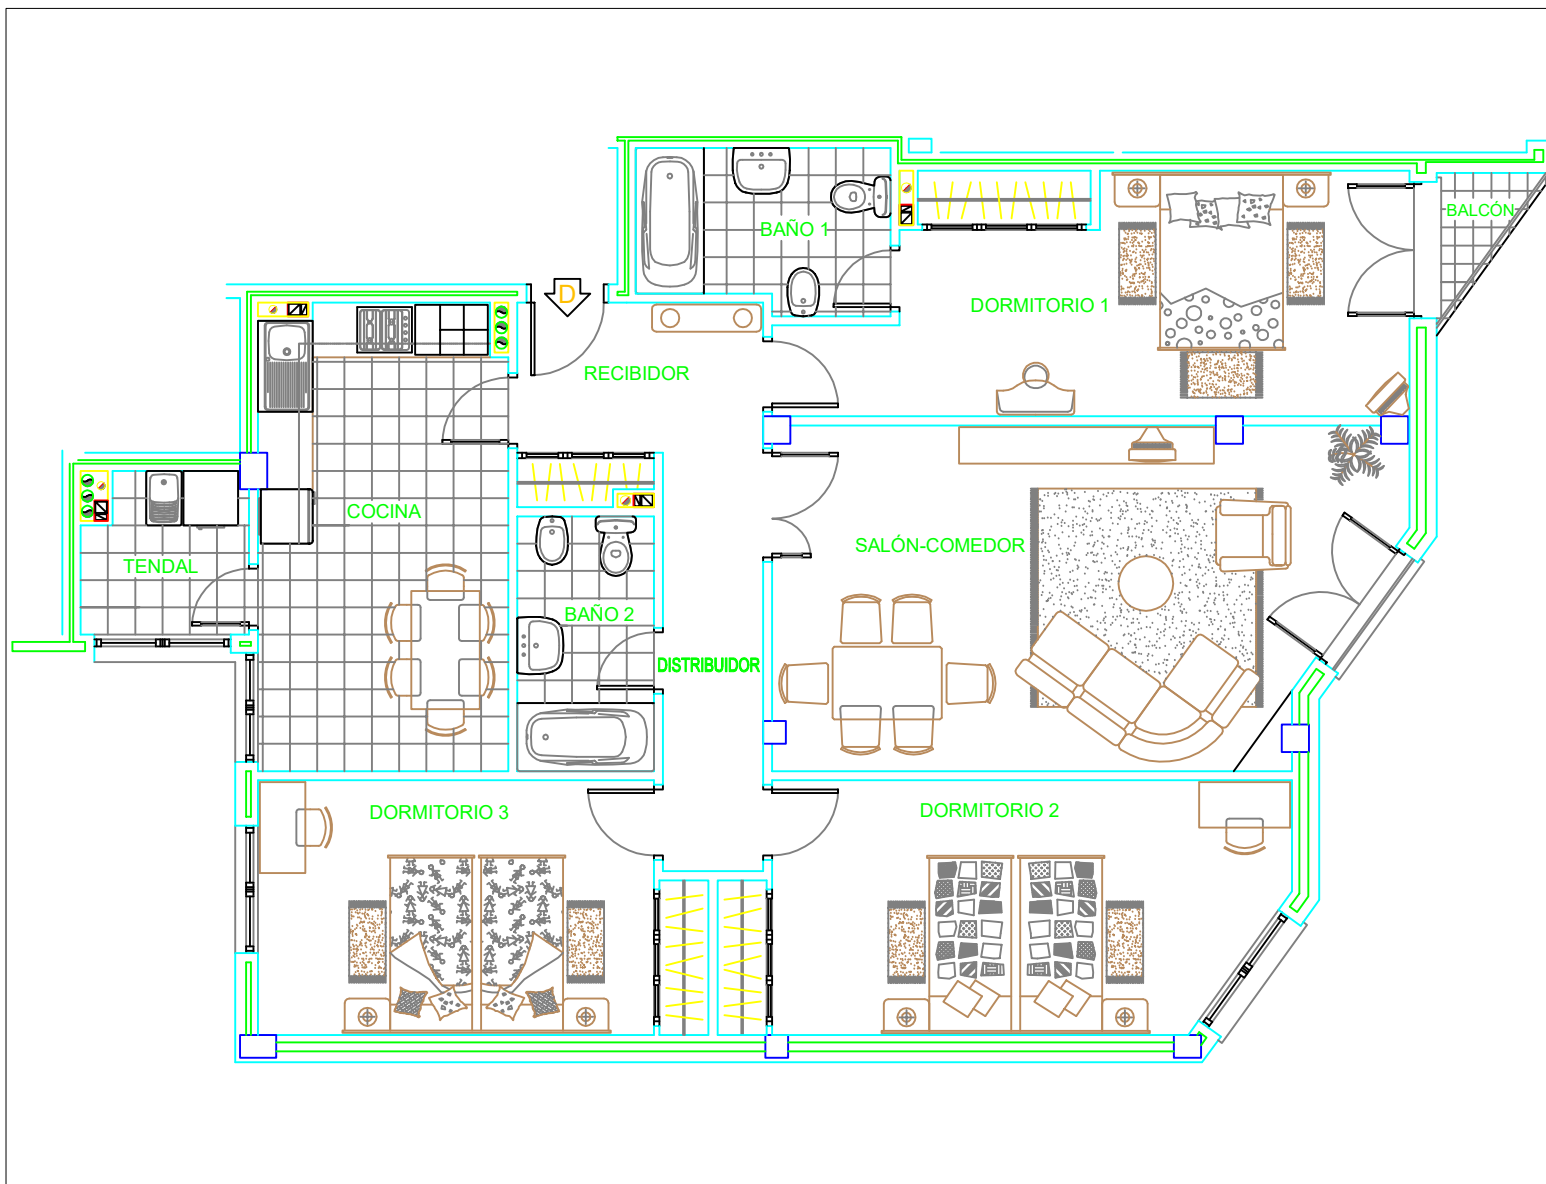 BALCÓN
BAÑO 1
D
DORMITORIO 1
RECIBIDOR
COCINA
SALÓN-COMEDOR
TENDAL
BAÑO 2
DISTRIBUIDOR
DORMITORIO 3
DORMITORIO 2